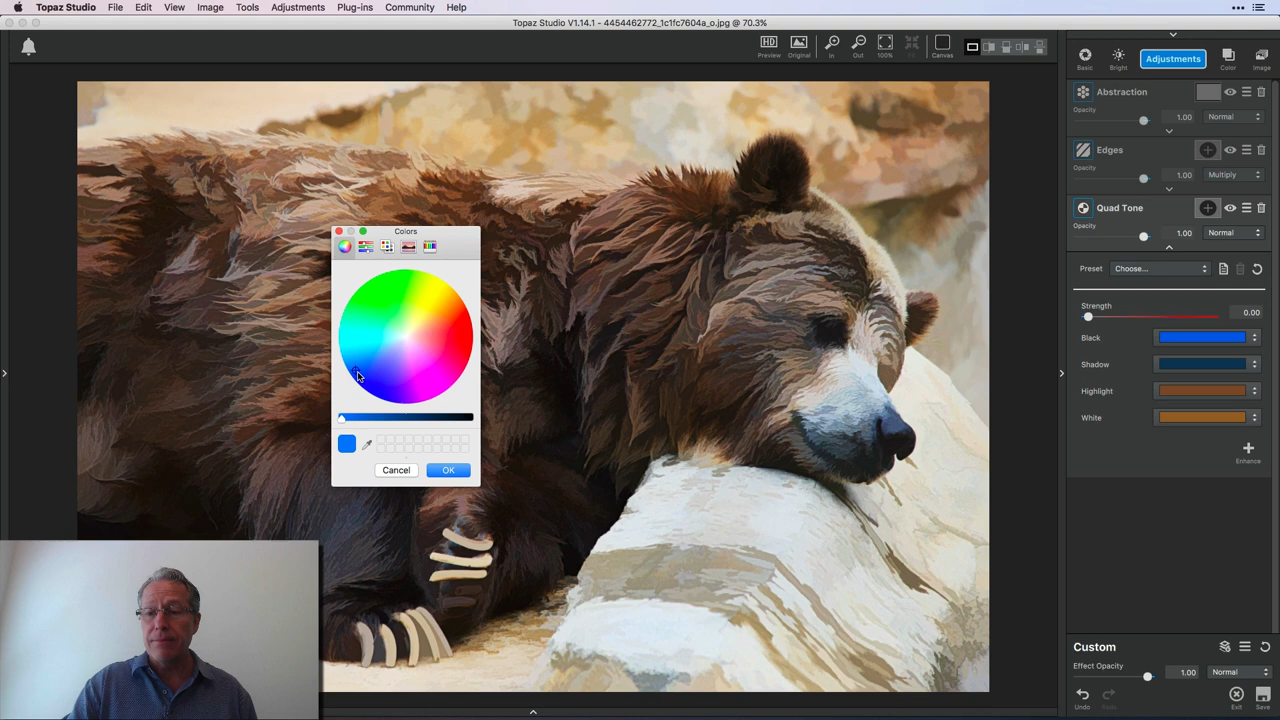 Topaz Studio File Edit View Image Tools Adjustments Plug-ins Community Help
Topaz Studio V1.14.1 - 4454462772_1c1fc7604a_o.jpg @ 70.3%
HD
Preview Original In Out 100% Canvas
Basic Bright Adjustments Color Image
Abstraction
Opacity 1.00 Normal
Edges
Opacity 1.00 Multiply
Quad Tone
Opacity 1.00 Normal
Preset Choose...
Strength 0.00
Black
Shadow
Highlight
White
Enhance
Colors
Cancel OK
Custom
Effect Opacity 1.00 Normal
Undo Redo Exit Save